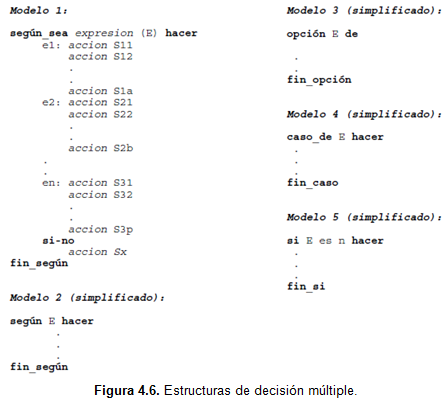 Modelo 1:
según_sea expresion (E) hacer
e1: accion S11
accion S12
.
.
accion S1a
e2: accion S21
accion S22
.
.
accion S2b
.
.
en: accion S31
accion S32
.
.
accion S3p
si-no
accion Sx
fin_según
Modelo 2 (simplificado):
según E hacer
.
.
.
fin_según
Modelo 3 (simplificado):
opción E de
.
.
fin_opción
Modelo 4 (simplificado):
caso_de E hacer
.
.
.
fin_caso
Modelo 5 (simplificado):
si E es n hacer
.
.
.
fin_si
Figura 4.6. Estructuras de decisión múltiple.